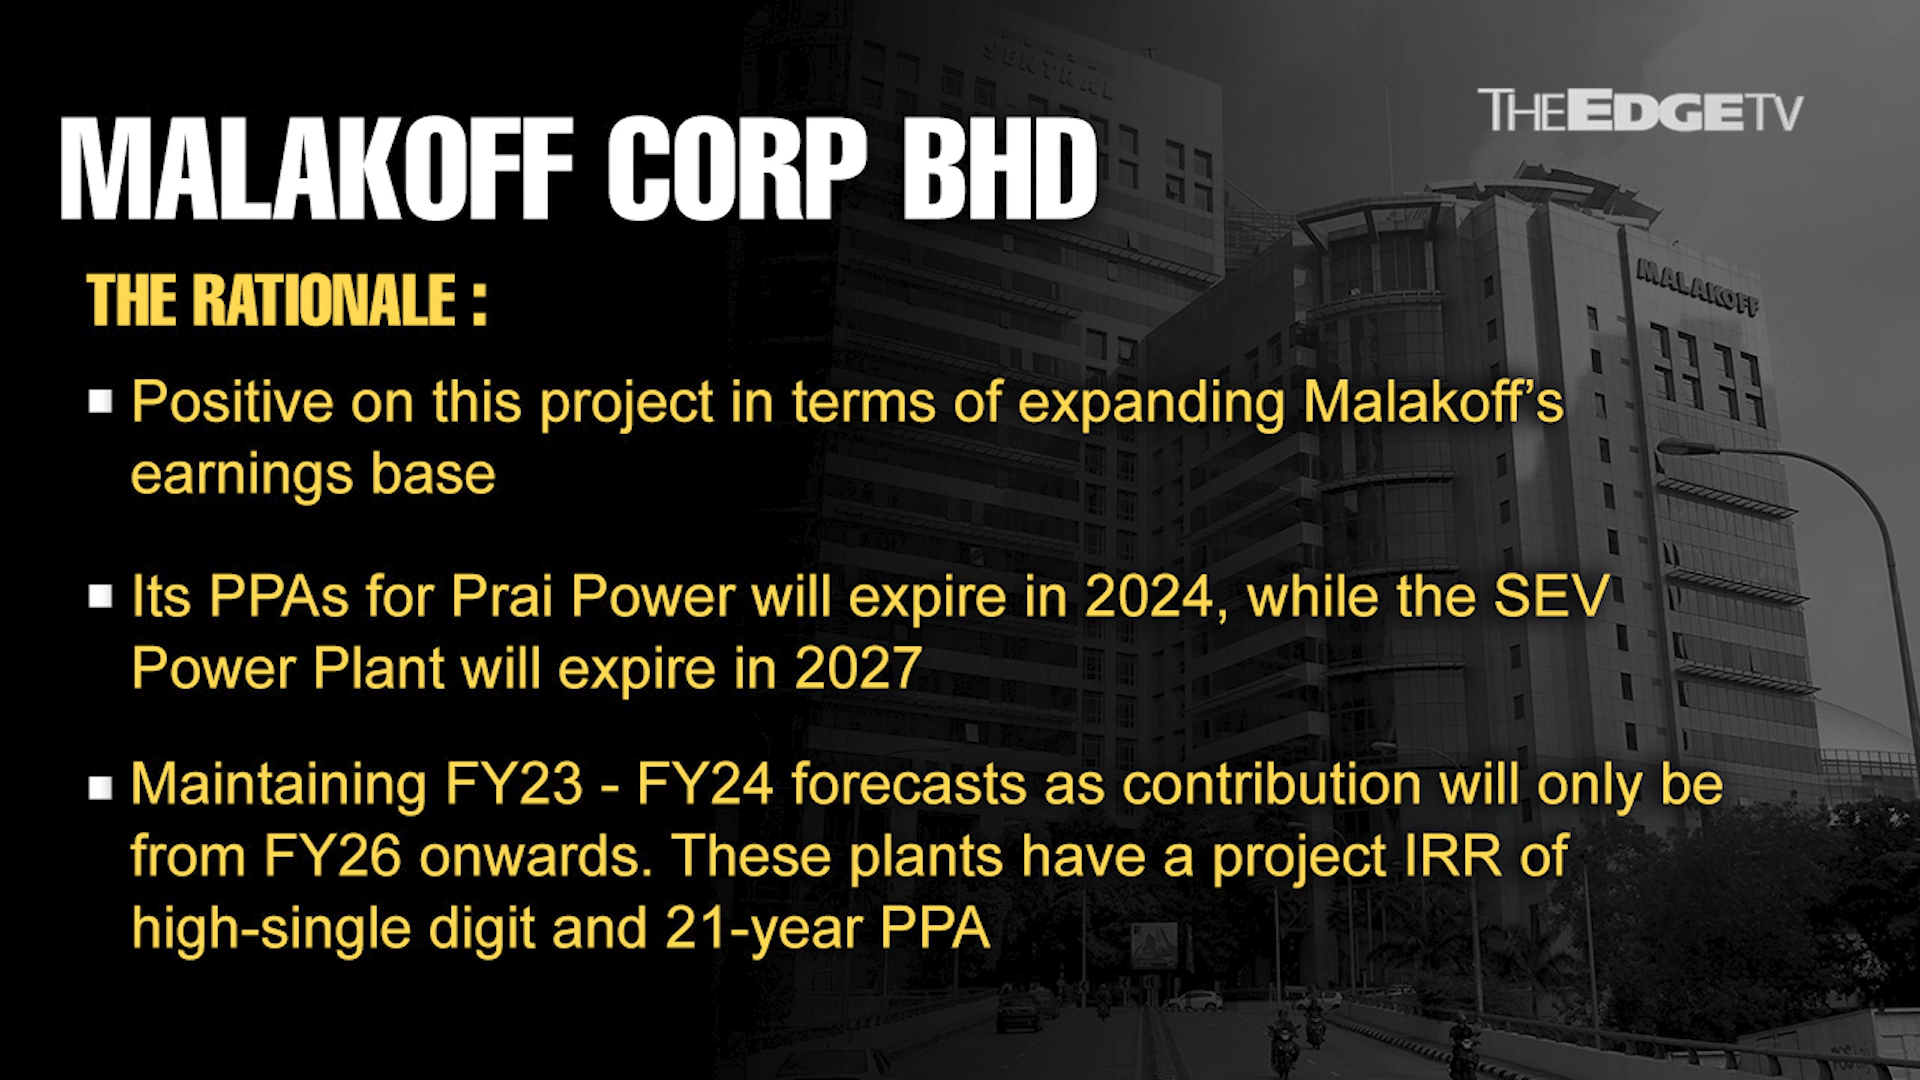 SENTRAL
THEEDGETV
MALAKOFF CORP BHD
MALAKOFF
THE RATIONALE :
Positive on this project in terms of expanding Malakoff’s
earnings base
Its PPAs for Prai Power will expire in 2024, while the SEV
Power Plant will expire in 2027
Maintaining FY23 - FY24 forecasts as contribution will only be
from FY26 onwards. These plants have a project IRR of
high-single digit and 21-year PPA